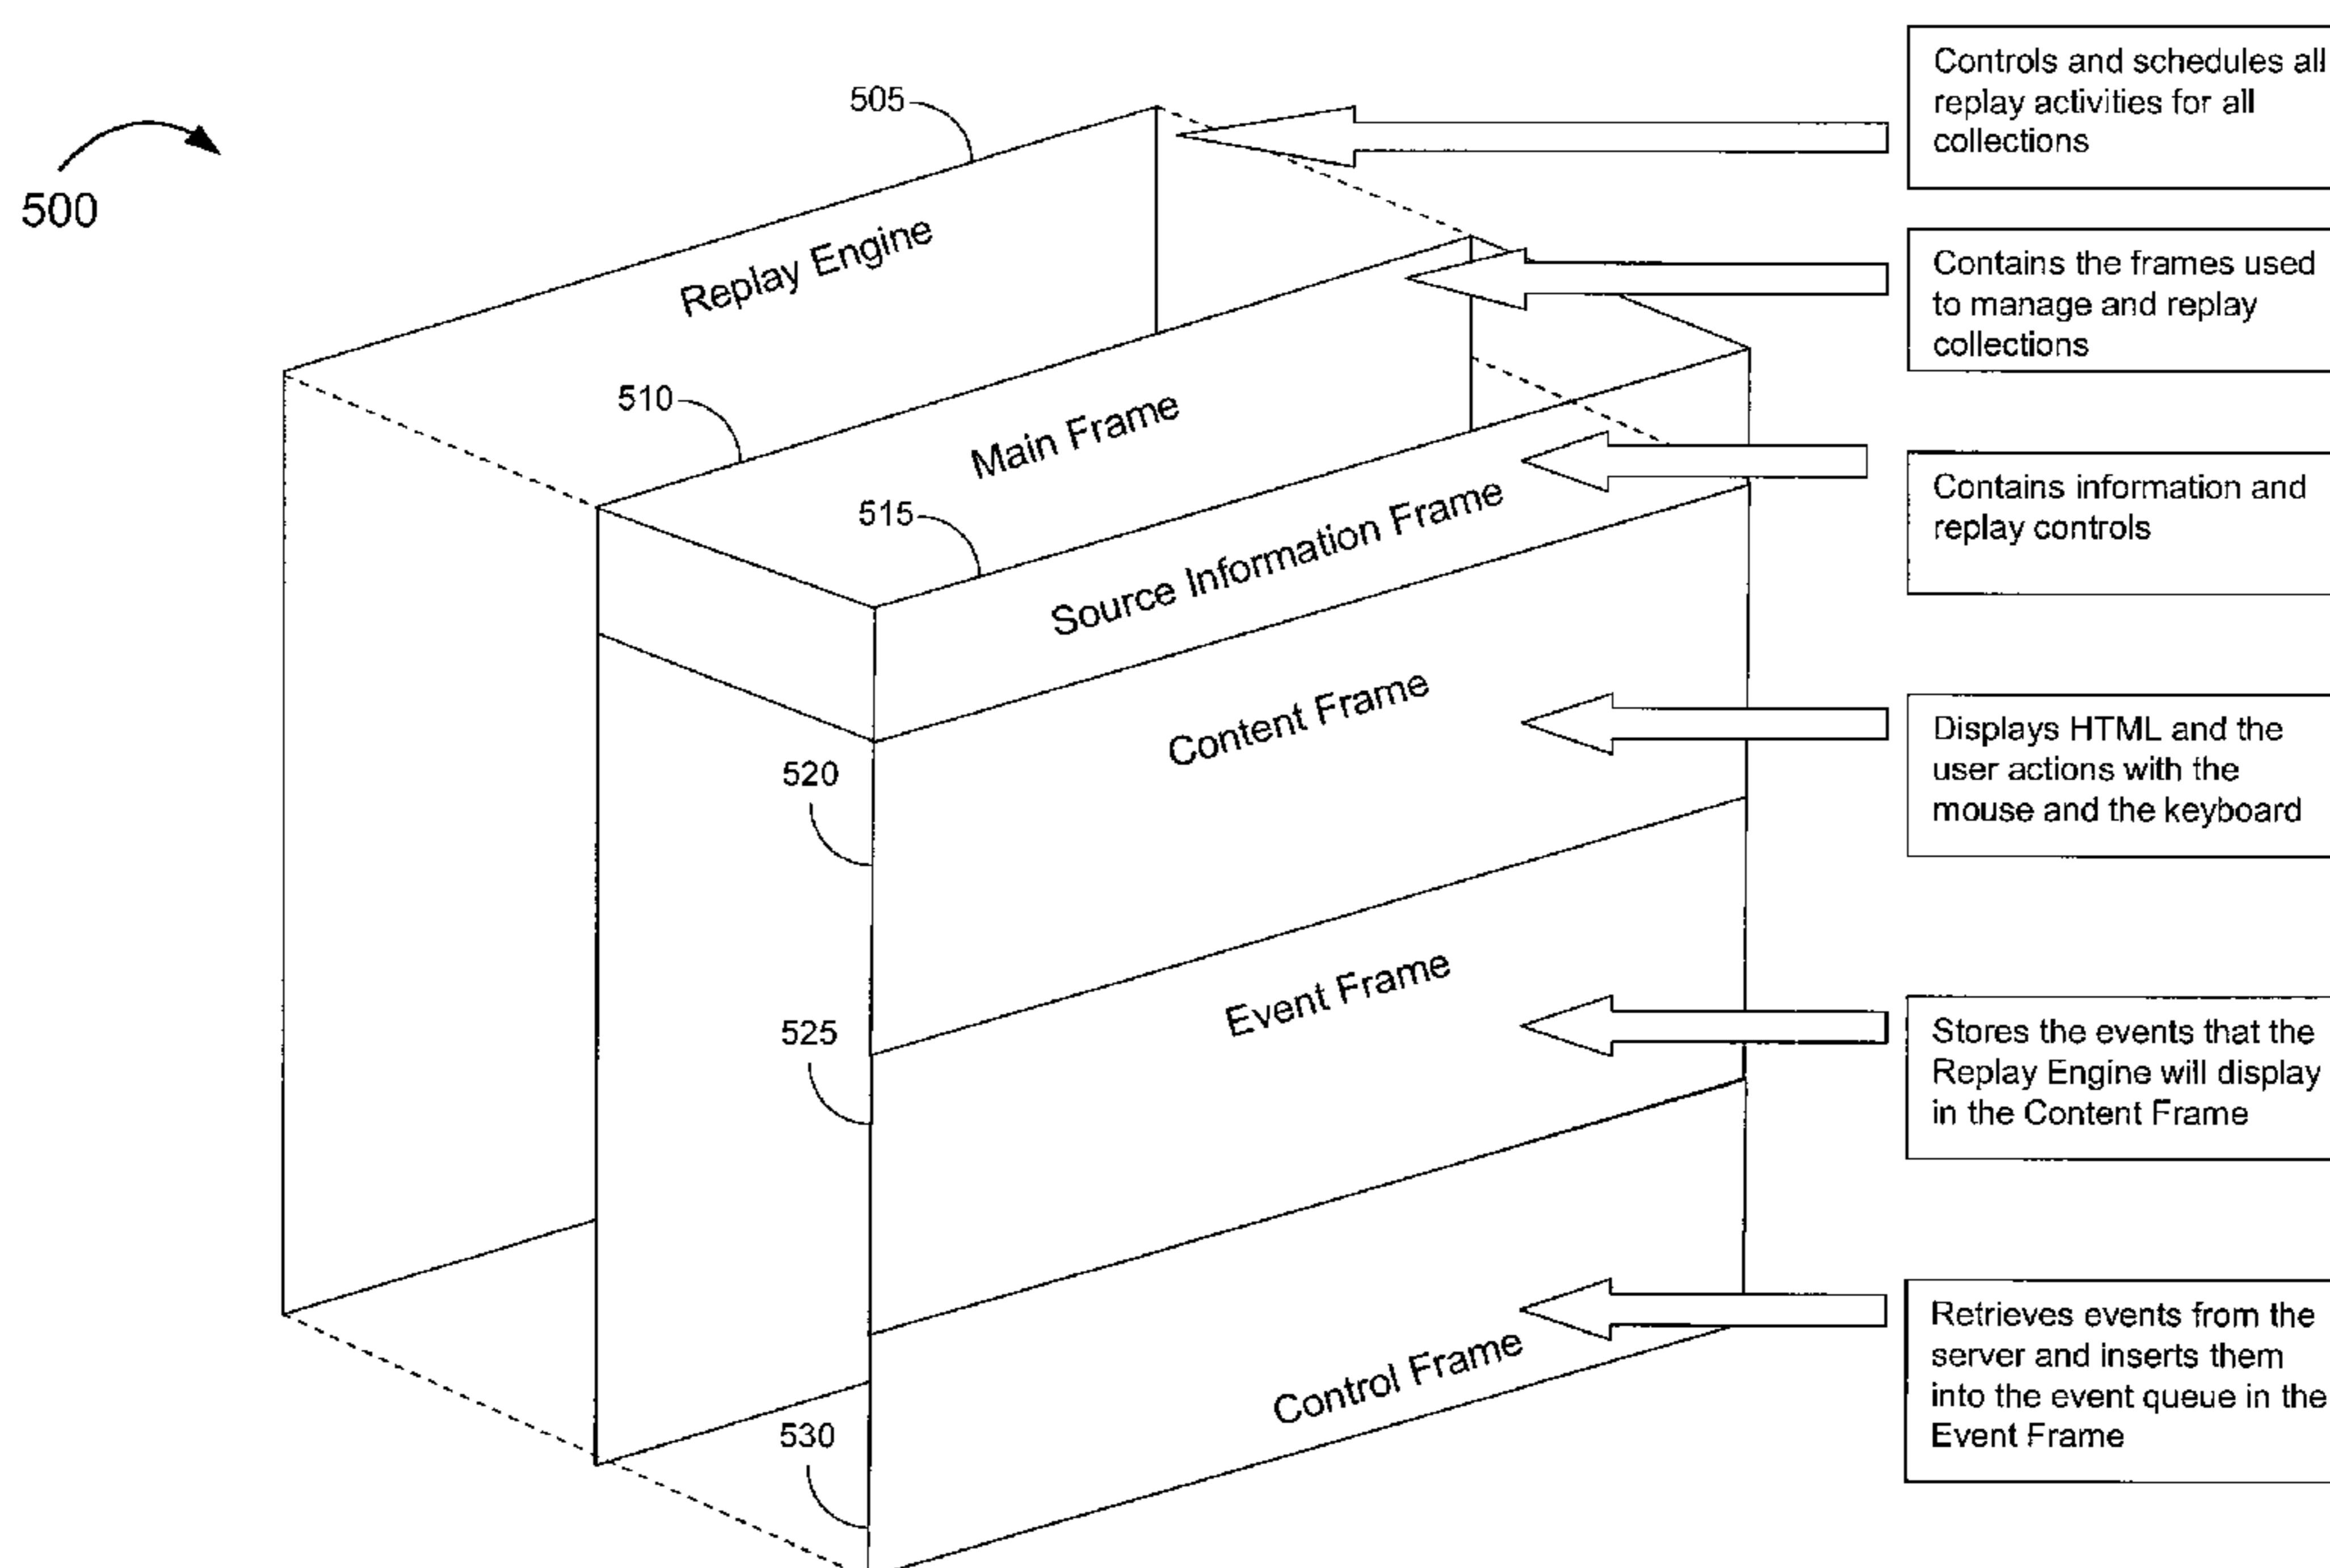 500
505
Replay Engine
510
Main Frame
515
Source Information Frame
520
Content Frame
525
Event Frame
530
Control Frame
Controls and schedules all
replay activities for all
collections
Contains the frames used
to manage and replay
collections
Contains information and
replay controls
Displays HTML and the
user actions with the
mouse and the keyboard
Stores the events that the
Replay Engine will display
in the Content Frame
Retrieves events from the
server and inserts them
into the event queue in the
Event Frame